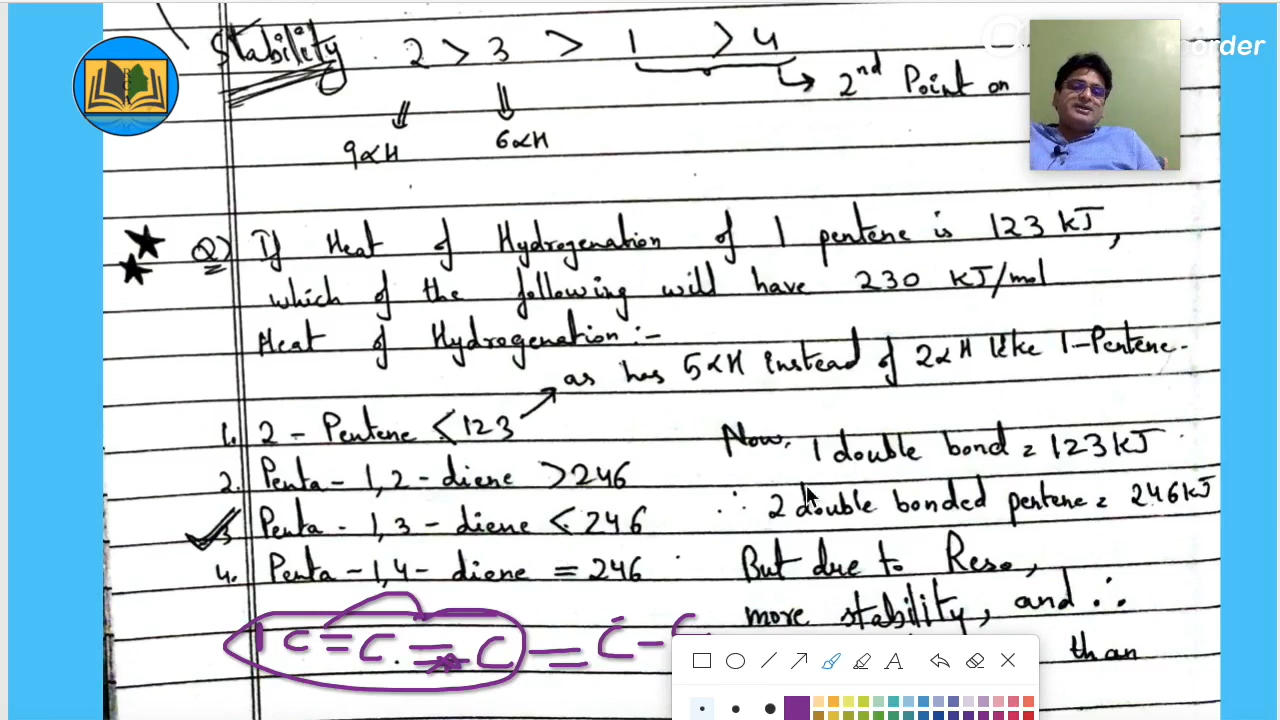 Stability 2 > 3 > 1 > 4
2nd Point on
order
9αH 6αH
Q) If Heat of Hydrogenation of 1 pentene is 123 kJ,
which of the following will have 230 kJ/mol
Heat of Hydrogenation :-
as has 5αH instead of 2αH like 1-Pentene.
1. 2 - Pentene < 123
Now, 1 double bond = 123 kJ
2. Penta - 1,2 - diene > 246
∴ 2 double bonded pentene = 246 kJ
3 Penta - 1,3 - diene < 246
4. Penta - 1,4 - diene = 246
But due to Reso,
more stability, and ∴
than
C = C = C = C - C
A